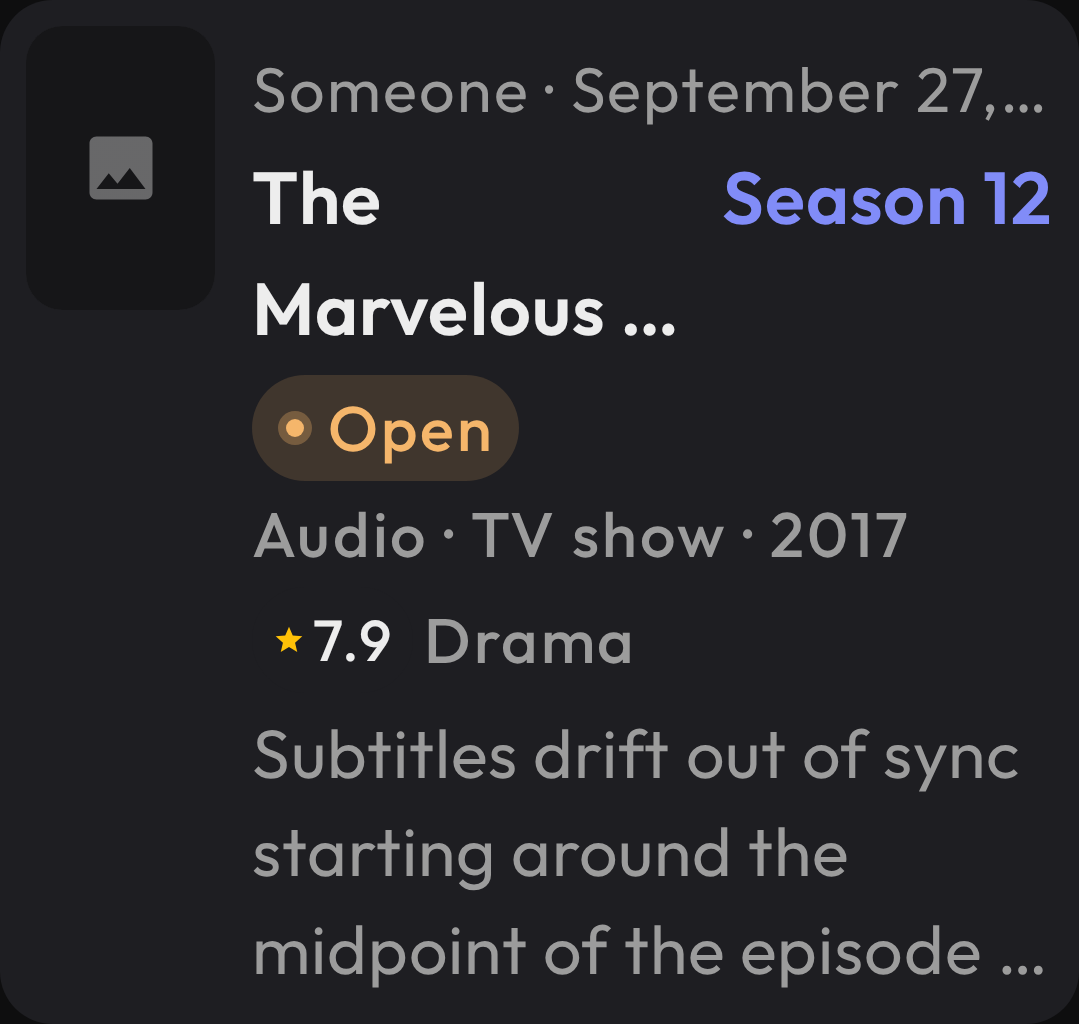 Someone · September 27,...
The Season 12
Marvelous ...
Open
Audio · TV show · 2017
7.9 Drama
Subtitles drift out of sync
starting around the
midpoint of the episode ...